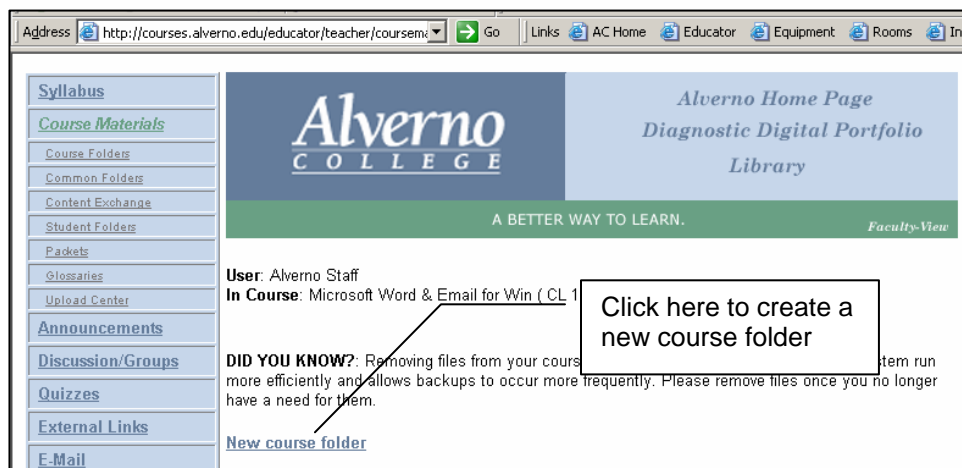 Address http://courses.alverno.edu/educator/teacher/coursem Go Links AC Home Educator Equipment Rooms In
Syllabus
Course Materials
Course Folders
Common Folders
Content Exchange
Student Folders
Packets
Glossaries
Upload Center
Announcements
Discussion/Groups
Quizzes
External Links
E-Mail
Alverno
COLLEGE
Alverno Home Page
Diagnostic Digital Portfolio
Library
A BETTER WAY TO LEARN.
Faculty-View
User: Alverno Staff
In Course: Microsoft Word & Email for Win ( CL 1
Click here to create a
new course folder
DID YOU KNOW?: Removing files from your cours stem run
more efficiently and allows backups to occur more frequently. Please remove files once you no longer
have a need for them.
New course folder